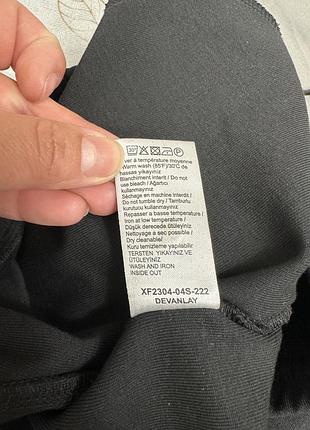 30°
P
ver à température moyenne
Warm wash (85°F)/30°C de
hassas yıkayınız
Blanchiment interdit / Do not
use bleach / Ağartıcı
kullanmayınız
Séchage en machine interdit /
Do not tumble dry / Tamburlu
kurutucu kullanmayınız
Repasser a basse temperature /
Iron at low temperature /
Düşük derecede ütüleyiniz
Nettoyage a sec possible /
Dry cleanable/
Kuru temizleme yapılabilir
TERSTEN YIKAYINIZ VE
ÜTÜLEYİNİZ
WASH AND IRON
INSIDE OUT
XF2304-04S-222
DEVANLAY